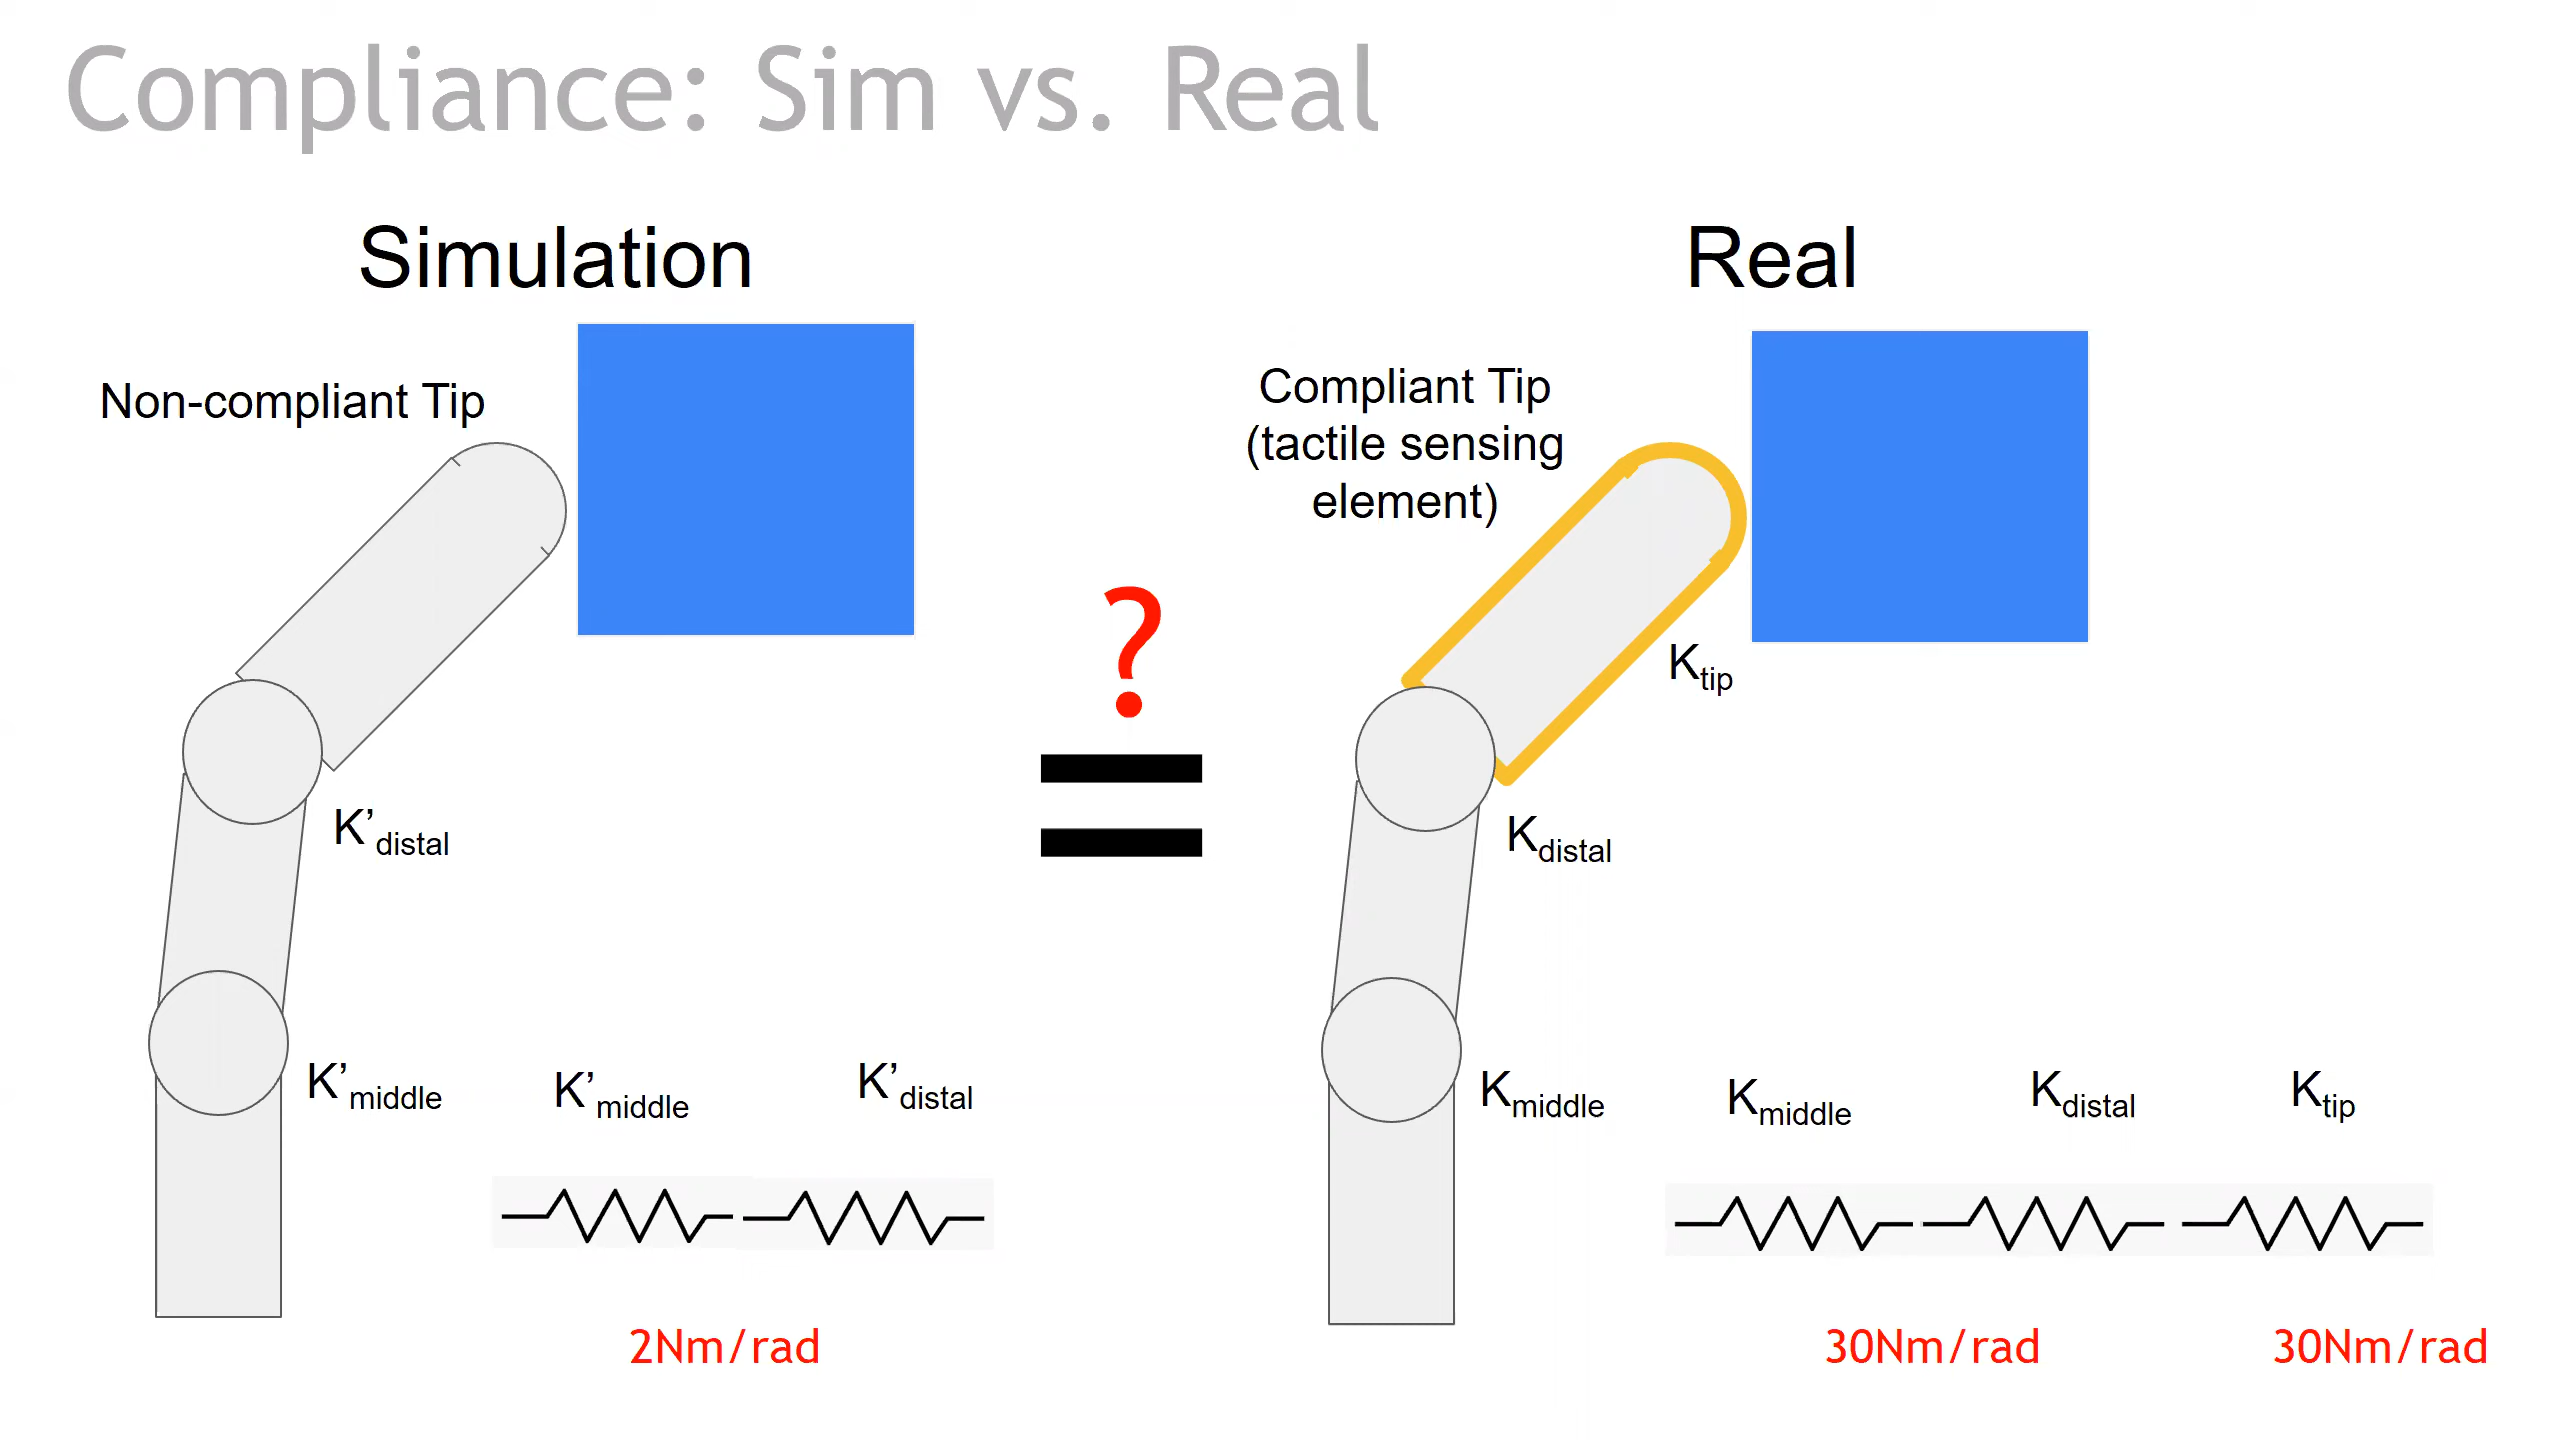 Compliance: Sim vs. Real
Simulation
Non-compliant Tip
K’distal
K’middle
K’middle
K’distal
2Nm/rad
?
=
Real
Compliant Tip
(tactile sensing
element)
Ktip
Kdistal
Kmiddle
Kmiddle
Kdistal
Ktip
30Nm/rad
30Nm/rad